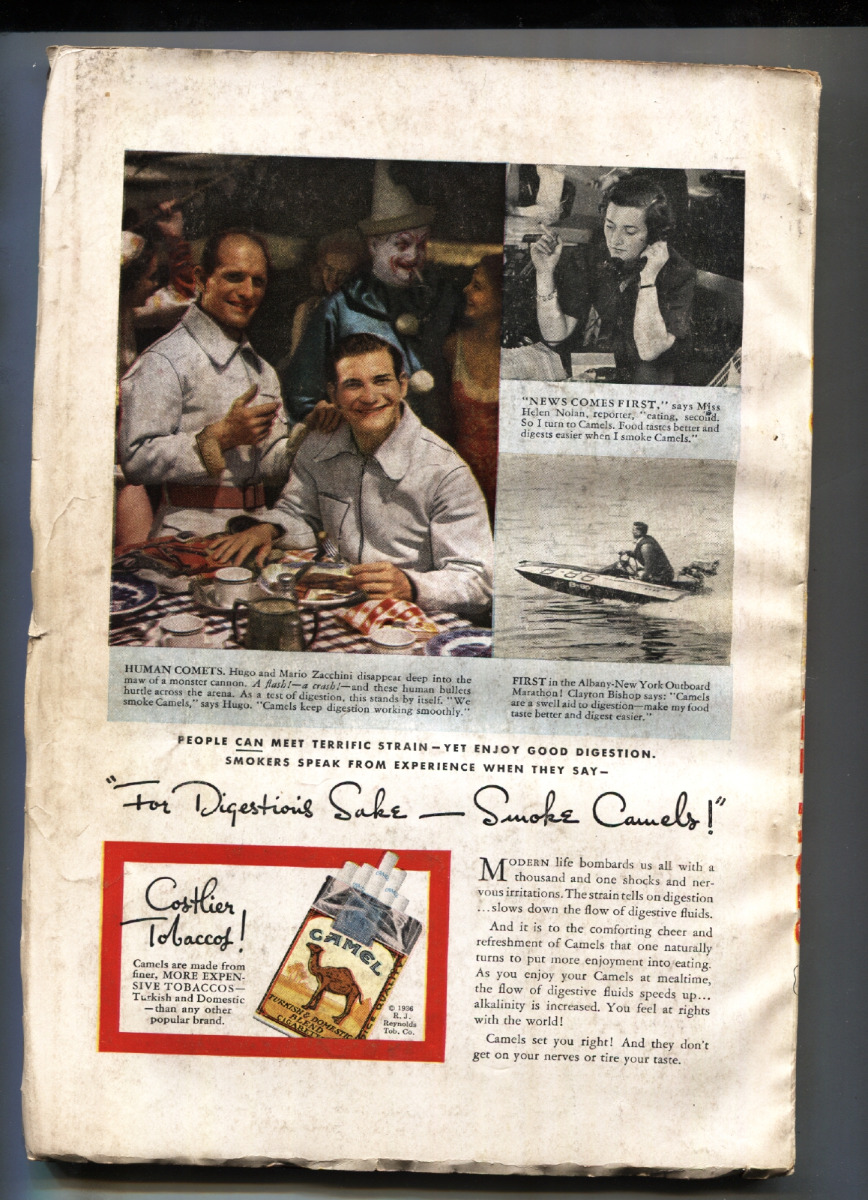 "NEWS COMES FIRST," says Miss
Helen Nolan, reporter, "eating, second.
So I turn to Camels. Food tastes better and
digests easier when I smoke Camels."
HUMAN COMETS. Hugo and Mario Zacchini disappear deep into the
maw of a monster cannon. A flash!—a crash!—and these human bullets
hurtle across the arena. As a test of digestion, this stands by itself. "We
smoke Camels," says Hugo. "Camels keep digestion working smoothly."
FIRST in the Albany-New York Outboard
Marathon! Clayton Bishop says: "Camels
are a swell aid to digestion—make my food
taste better and digest easier."
PEOPLE CAN MEET TERRIFIC STRAIN—YET ENJOY GOOD DIGESTION.
SMOKERS SPEAK FROM EXPERIENCE WHEN THEY SAY—
"For Digestion's Sake — Smoke Camels!"
Costlier
Tobaccos!
Camels are made from
finer, MORE EXPEN-
SIVE TOBACCOS—
Turkish and Domestic
—than any other
popular brand.
CAMEL
TURKISH & DOMESTIC
BLEND
CIGARETTES
© 1936
R. J.
Reynolds
Tob. Co.
MODERN life bombards us all with a
thousand and one shocks and ner-
vous irritations. The strain tells on digestion
...slows down the flow of digestive fluids.
And it is to the comforting cheer and
refreshment of Camels that one naturally
turns to put more enjoyment into eating.
As you enjoy your Camels at mealtime,
the flow of digestive fluids speeds up...
alkalinity is increased. You feel at rights
with the world!
Camels set you right! And they don't
get on your nerves or tire your taste.